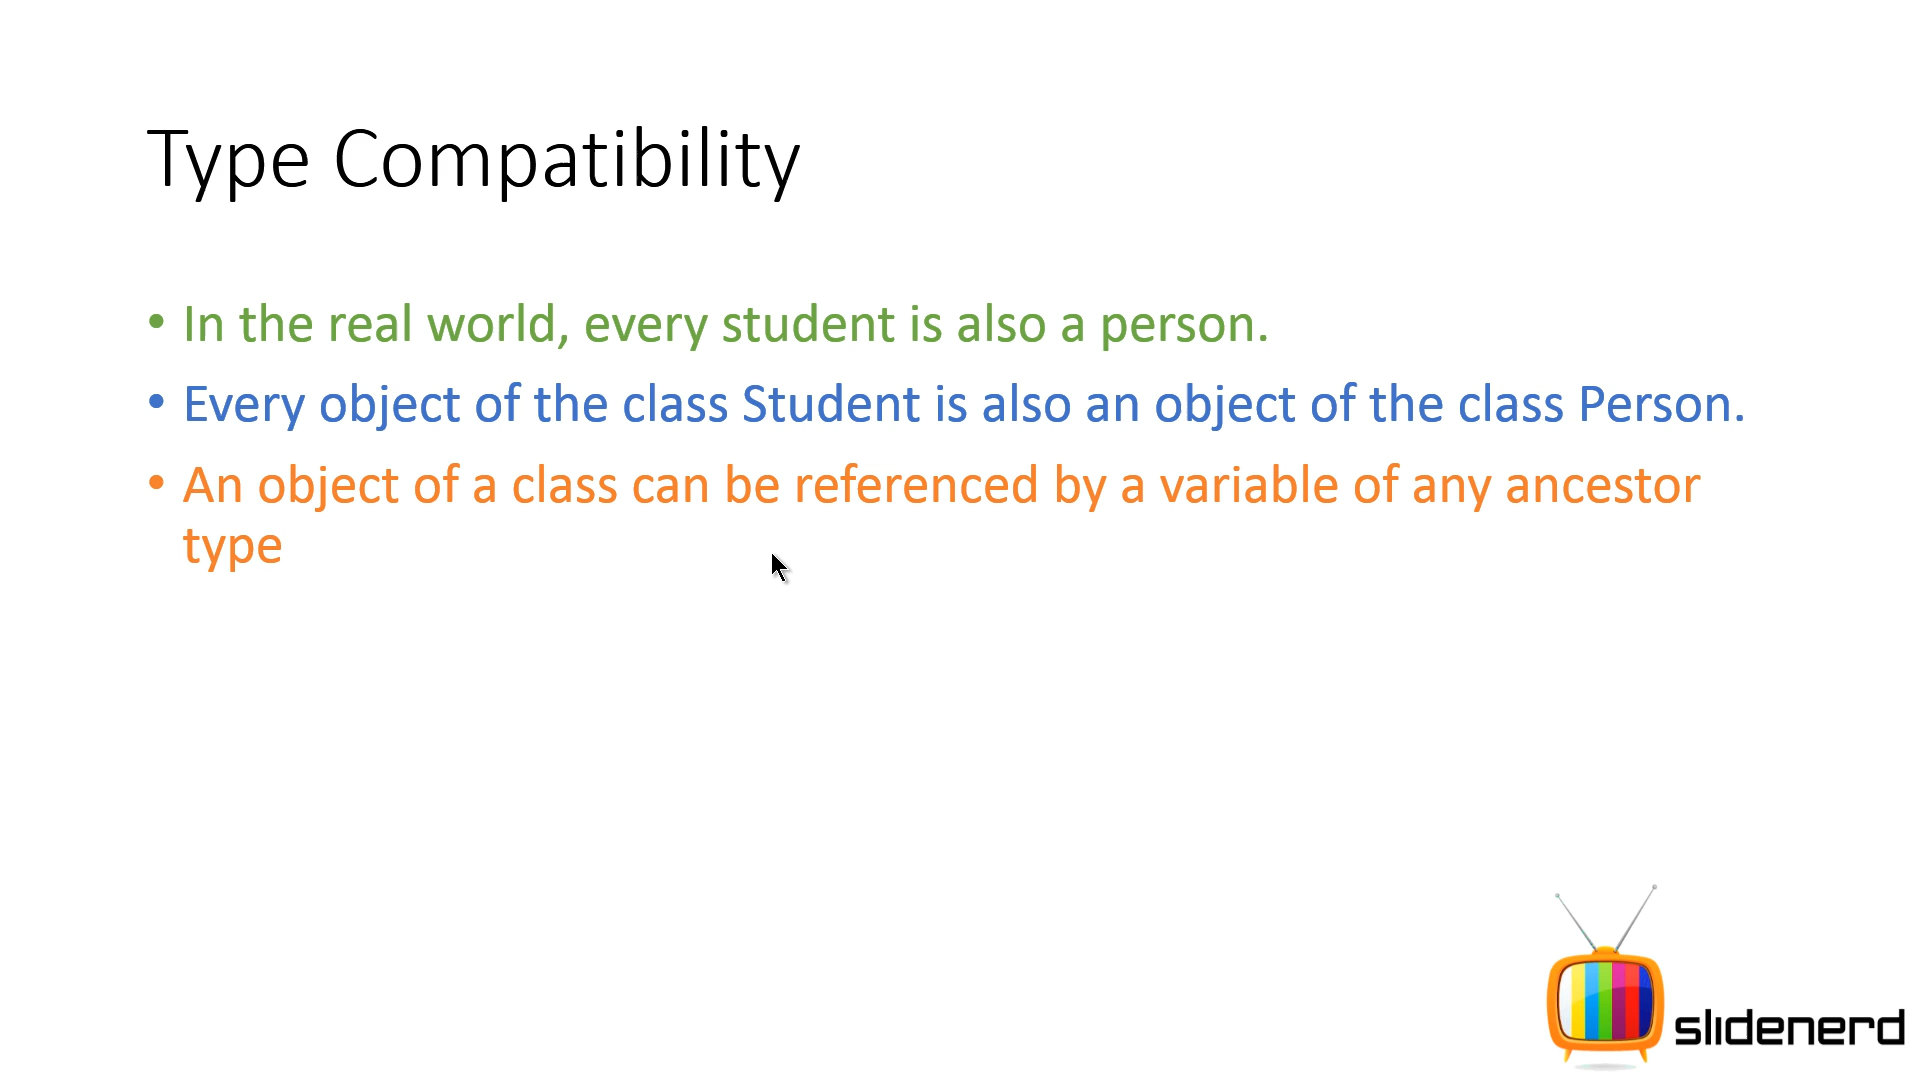 Type Compatibility
• In the real world, every student is also a person.
• Every object of the class Student is also an object of the class Person.
• An object of a class can be referenced by a variable of any ancestor
type
slidenerd